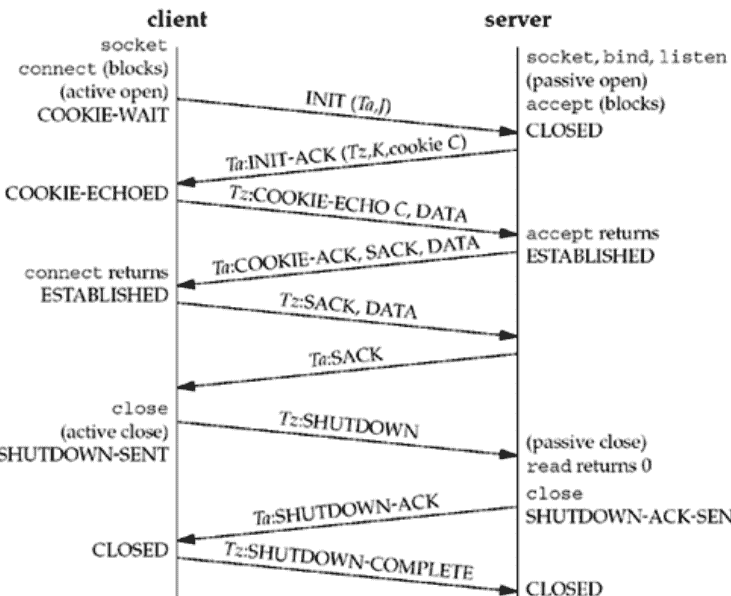 client
server
socket
connect (blocks)
(active open)
COOKIE-WAIT
socket, bind, listen
(passive open)
accept (blocks)
CLOSED
INIT (Ta,J)
Ta:INIT-ACK (Tz,K,cookie C)
COOKIE-ECHOED
Tz:COOKIE-ECHO C, DATA
accept returns
ESTABLISHED
Ta:COOKIE-ACK, SACK, DATA
connect returns
ESTABLISHED
Tz:SACK, DATA
Ta:SACK
close
(active close)
SHUTDOWN-SENT
Tz:SHUTDOWN
(passive close)
read returns 0
close
SHUTDOWN-ACK-SEN
Ta:SHUTDOWN-ACK
CLOSED
Tz:SHUTDOWN-COMPLETE
CLOSED